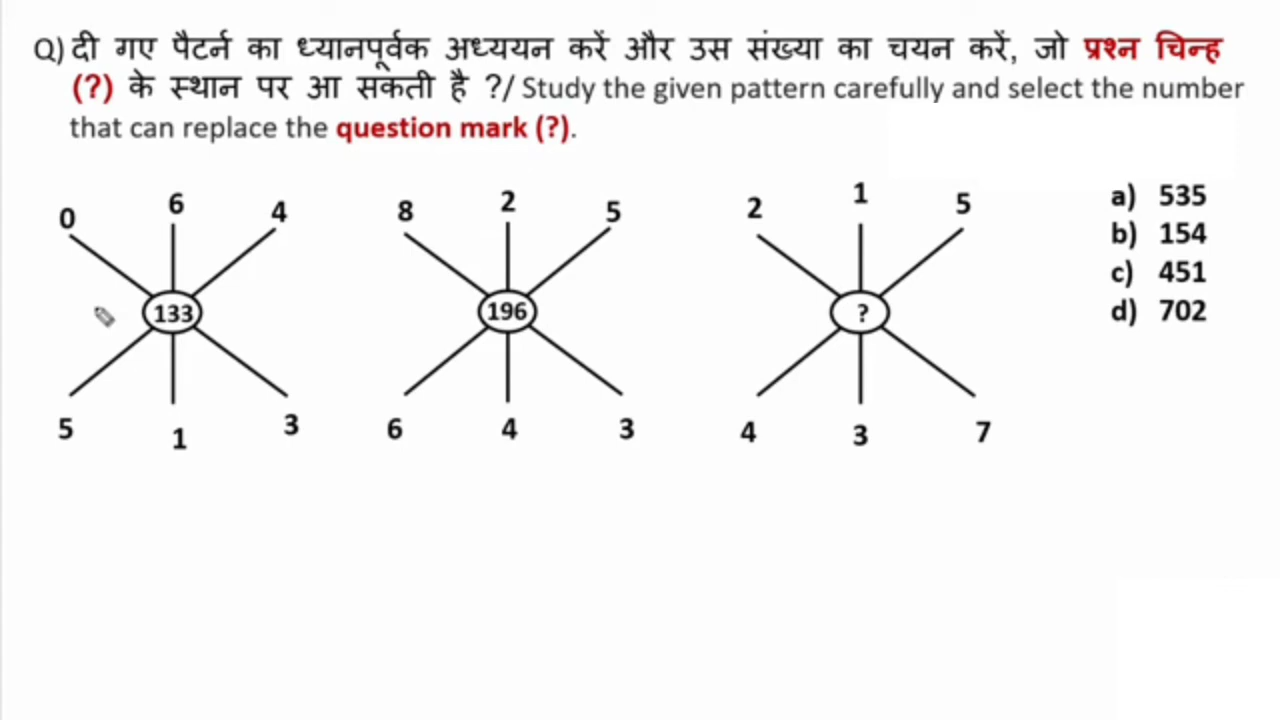 Q) दी गए पैटर्न का ध्यानपूर्वक अध्ययन करें और उस संख्या का चयन करें, जो प्रश्न चिन्ह
(?) के स्थान पर आ सकती है ?/ Study the given pattern carefully and select the number
that can replace the question mark (?).
0 6 4 8 2 5 2 1 5
133 196 ?
5 1 3 6 4 3 4 3 7
a) 535
b) 154
c) 451
d) 702